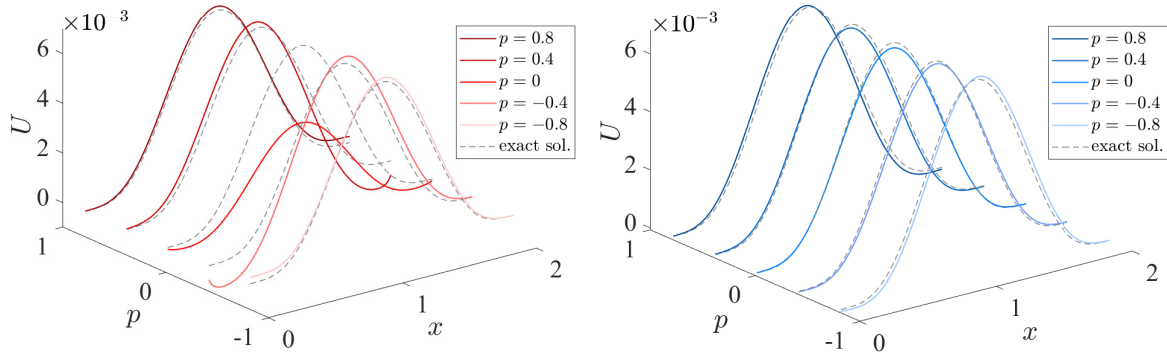 ×10⁻³
6
4
2
0
U
1
0
-1
p
0
1
2
x
p = 0.8
p = 0.4
p = 0
p = −0.4
p = −0.8
exact sol.
×10⁻³
6
4
2
0
U
1
0
-1
p
0
1
2
x
p = 0.8
p = 0.4
p = 0
p = −0.4
p = −0.8
exact sol.